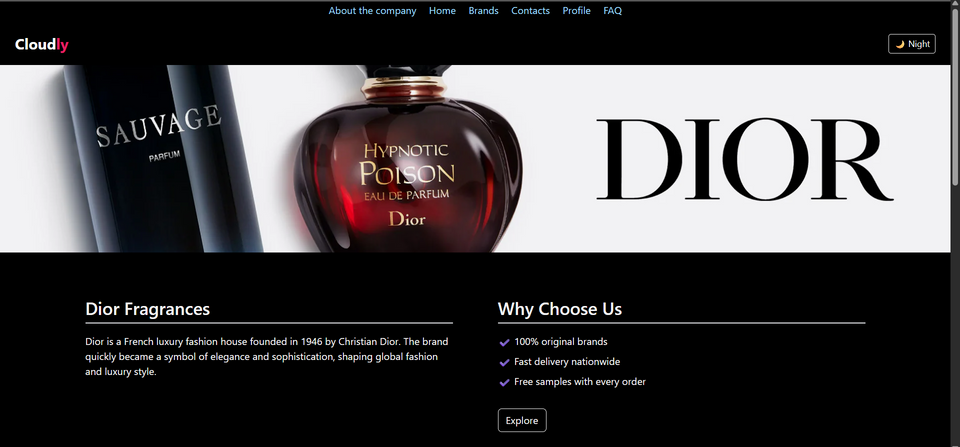 About the company Home Brands Contacts Profile FAQ
Cloudly
🌙 Night
SAUVAGE
PARFUM
HYPNOTIC
POISON
EAU DE PARFUM
Dior
DIOR
Dior Fragrances
Dior is a French luxury fashion house founded in 1946 by Christian Dior. The brand
quickly became a symbol of elegance and sophistication, shaping global fashion
and luxury style.
Why Choose Us
✔ 100% original brands
✔ Fast delivery nationwide
✔ Free samples with every order
Explore